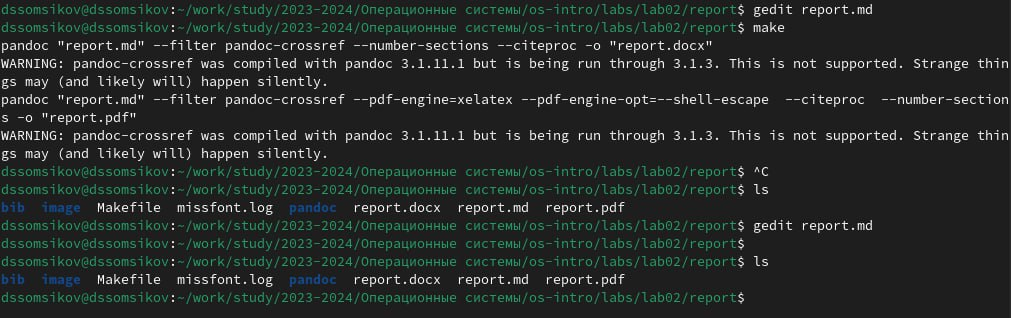 dssomsikov@dssomsikov:~/work/study/2023-2024/Операционные системы/os-intro/labs/lab02/report$ gedit report.md
dssomsikov@dssomsikov:~/work/study/2023-2024/Операционные системы/os-intro/labs/lab02/report$ make
pandoc "report.md" --filter pandoc-crossref --number-sections --citeproc -o "report.docx"
WARNING: pandoc-crossref was compiled with pandoc 3.1.11.1 but is being run through 3.1.3. This is not supported. Strange thin
gs may (and likely will) happen silently.
pandoc "report.md" --filter pandoc-crossref --pdf-engine=xelatex --pdf-engine-opt=--shell-escape  --citeproc  --number-section
s -o "report.pdf"
WARNING: pandoc-crossref was compiled with pandoc 3.1.11.1 but is being run through 3.1.3. This is not supported. Strange thin
gs may (and likely will) happen silently.
dssomsikov@dssomsikov:~/work/study/2023-2024/Операционные системы/os-intro/labs/lab02/report$ ^C
dssomsikov@dssomsikov:~/work/study/2023-2024/Операционные системы/os-intro/labs/lab02/report$ ls
bib  image  Makefile  missfont.log  pandoc  report.docx  report.md  report.pdf
dssomsikov@dssomsikov:~/work/study/2023-2024/Операционные системы/os-intro/labs/lab02/report$ gedit report.md
dssomsikov@dssomsikov:~/work/study/2023-2024/Операционные системы/os-intro/labs/lab02/report$
dssomsikov@dssomsikov:~/work/study/2023-2024/Операционные системы/os-intro/labs/lab02/report$ ls
bib  image  Makefile  missfont.log  pandoc  report.docx  report.md  report.pdf
dssomsikov@dssomsikov:~/work/study/2023-2024/Операционные системы/os-intro/labs/lab02/report$